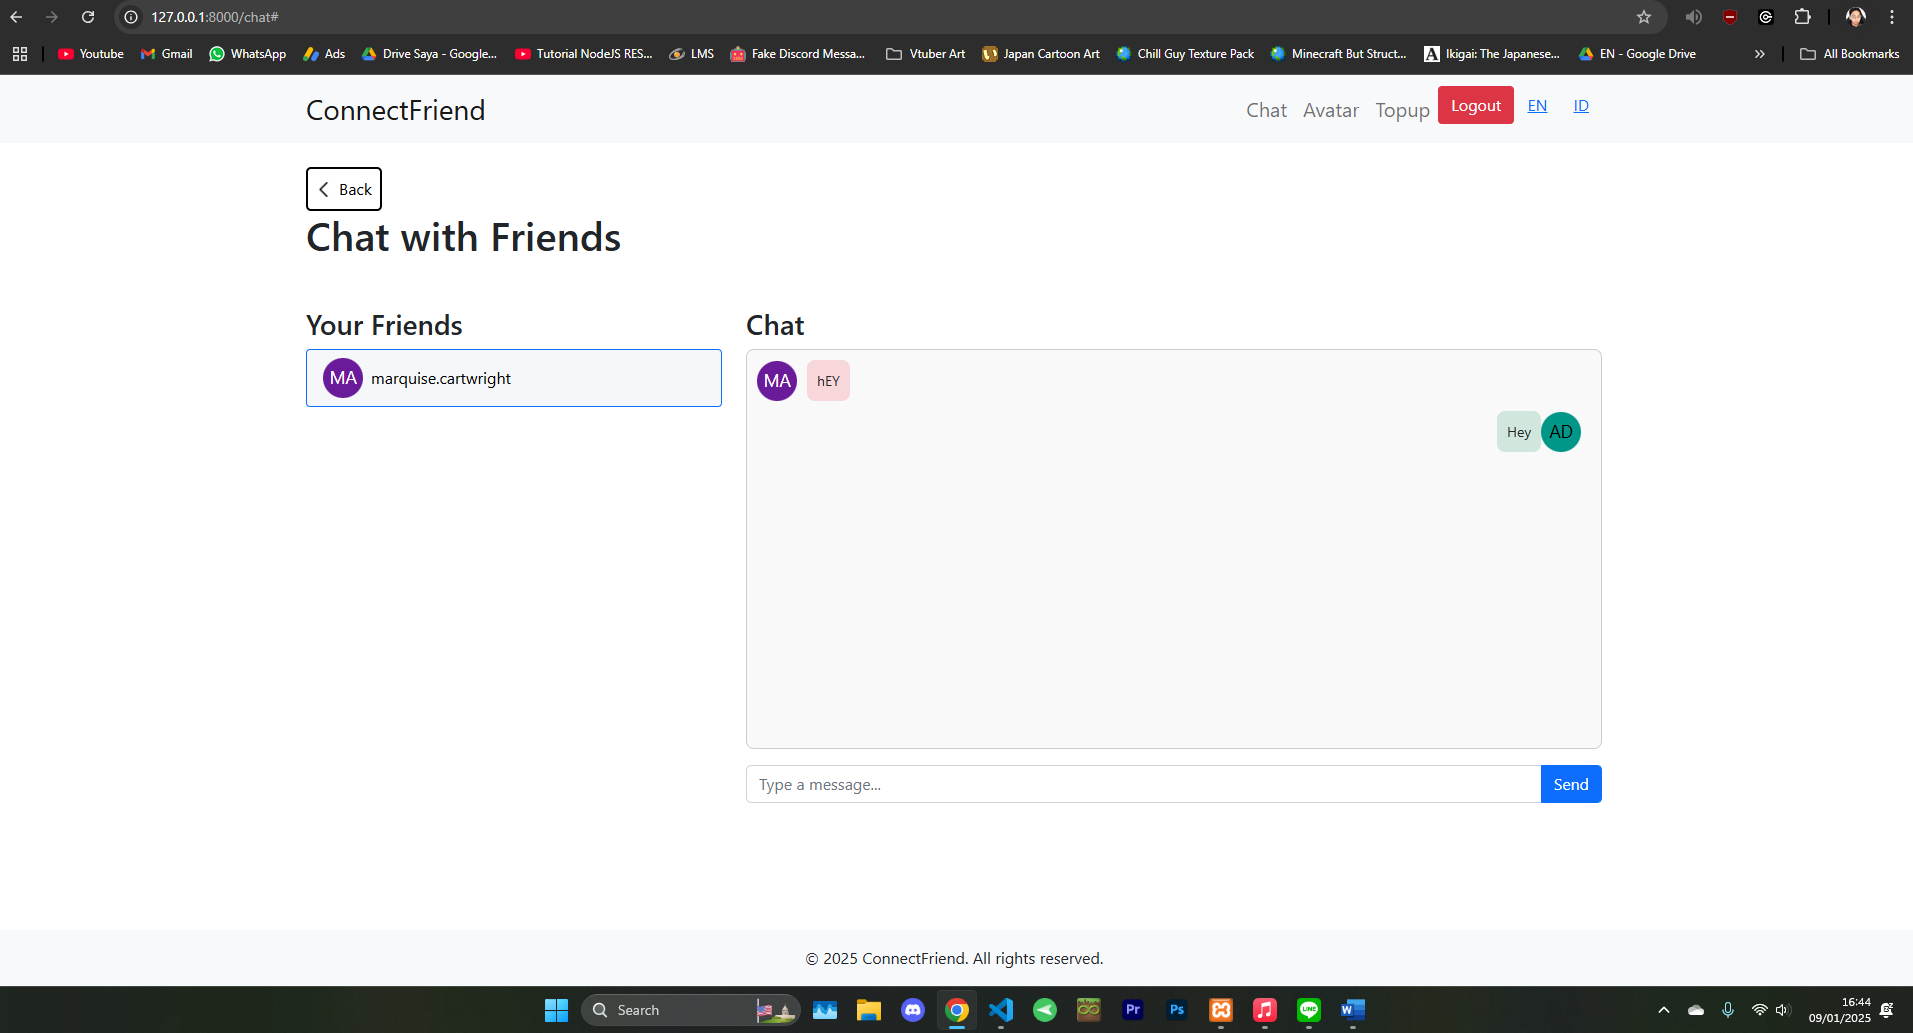 127.0.0.1:8000/chat#
Youtube Gmail WhatsApp Ads Drive Saya - Google... Tutorial NodeJS RES... LMS Fake Discord Messa... Vtuber Art Japan Cartoon Art Chill Guy Texture Pack Minecraft But Struct... A Ikigai: The Japanese... EN - Google Drive » All Bookmarks
ConnectFriend Chat Avatar Topup Logout EN ID
Back
Chat with Friends
Your Friends Chat
MA marquise.cartwright
MA hEY
Hey AD
Type a message... Send
© 2025 ConnectFriend. All rights reserved.
Search Pr Ps LINE W 16:44
09/01/2025